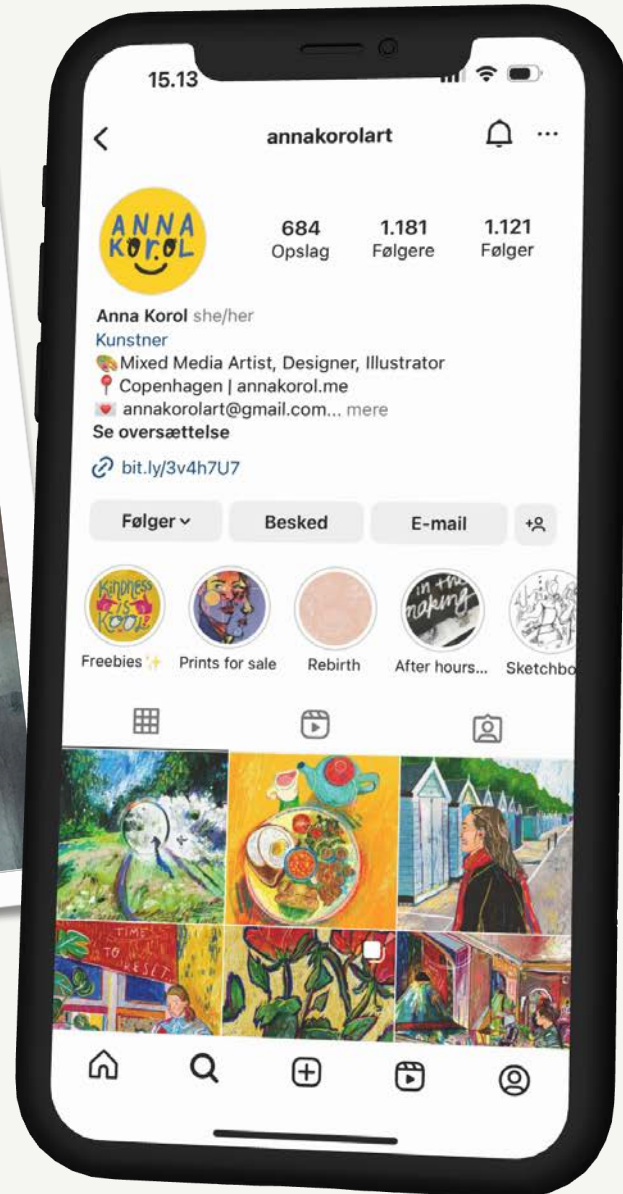 15.13
annakorolart
ANNA
KOROL
684
Opslag
1.181
Følgere
1.121
Følger
Anna Korol she/her
Kunstner
Mixed Media Artist, Designer, Illustrator
Copenhagen | annakorol.me
annakorolart@gmail.com... mere
Se oversættelse
bit.ly/3v4h7U7
Følger
Besked
E-mail
KINDNESS
IS
KOOL!
in the
making
Freebies
Prints for sale
Rebirth
After hours...
Sketchbo
TIME
TO
RESET